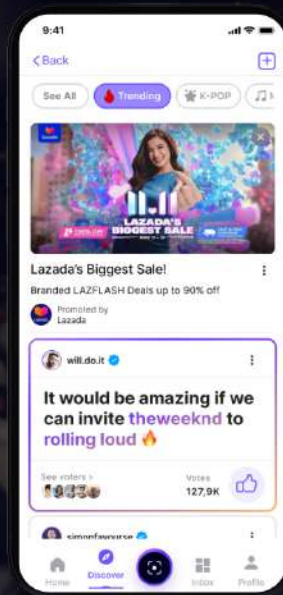 9:41
Back
See All
Trending
K-POP
11.11
LAZADA'S
BIGGEST SALE
Lazada's Biggest Sale!
Branded LAZFLASH Deals up to 90% off
Promoted by
Lazada
will.do.it
It would be amazing if we
can invite theweeknd to
rolling loud 🔥
See voters >
Votes
127,9K
simonfavourse
Home
Discover
Inbox
Profile